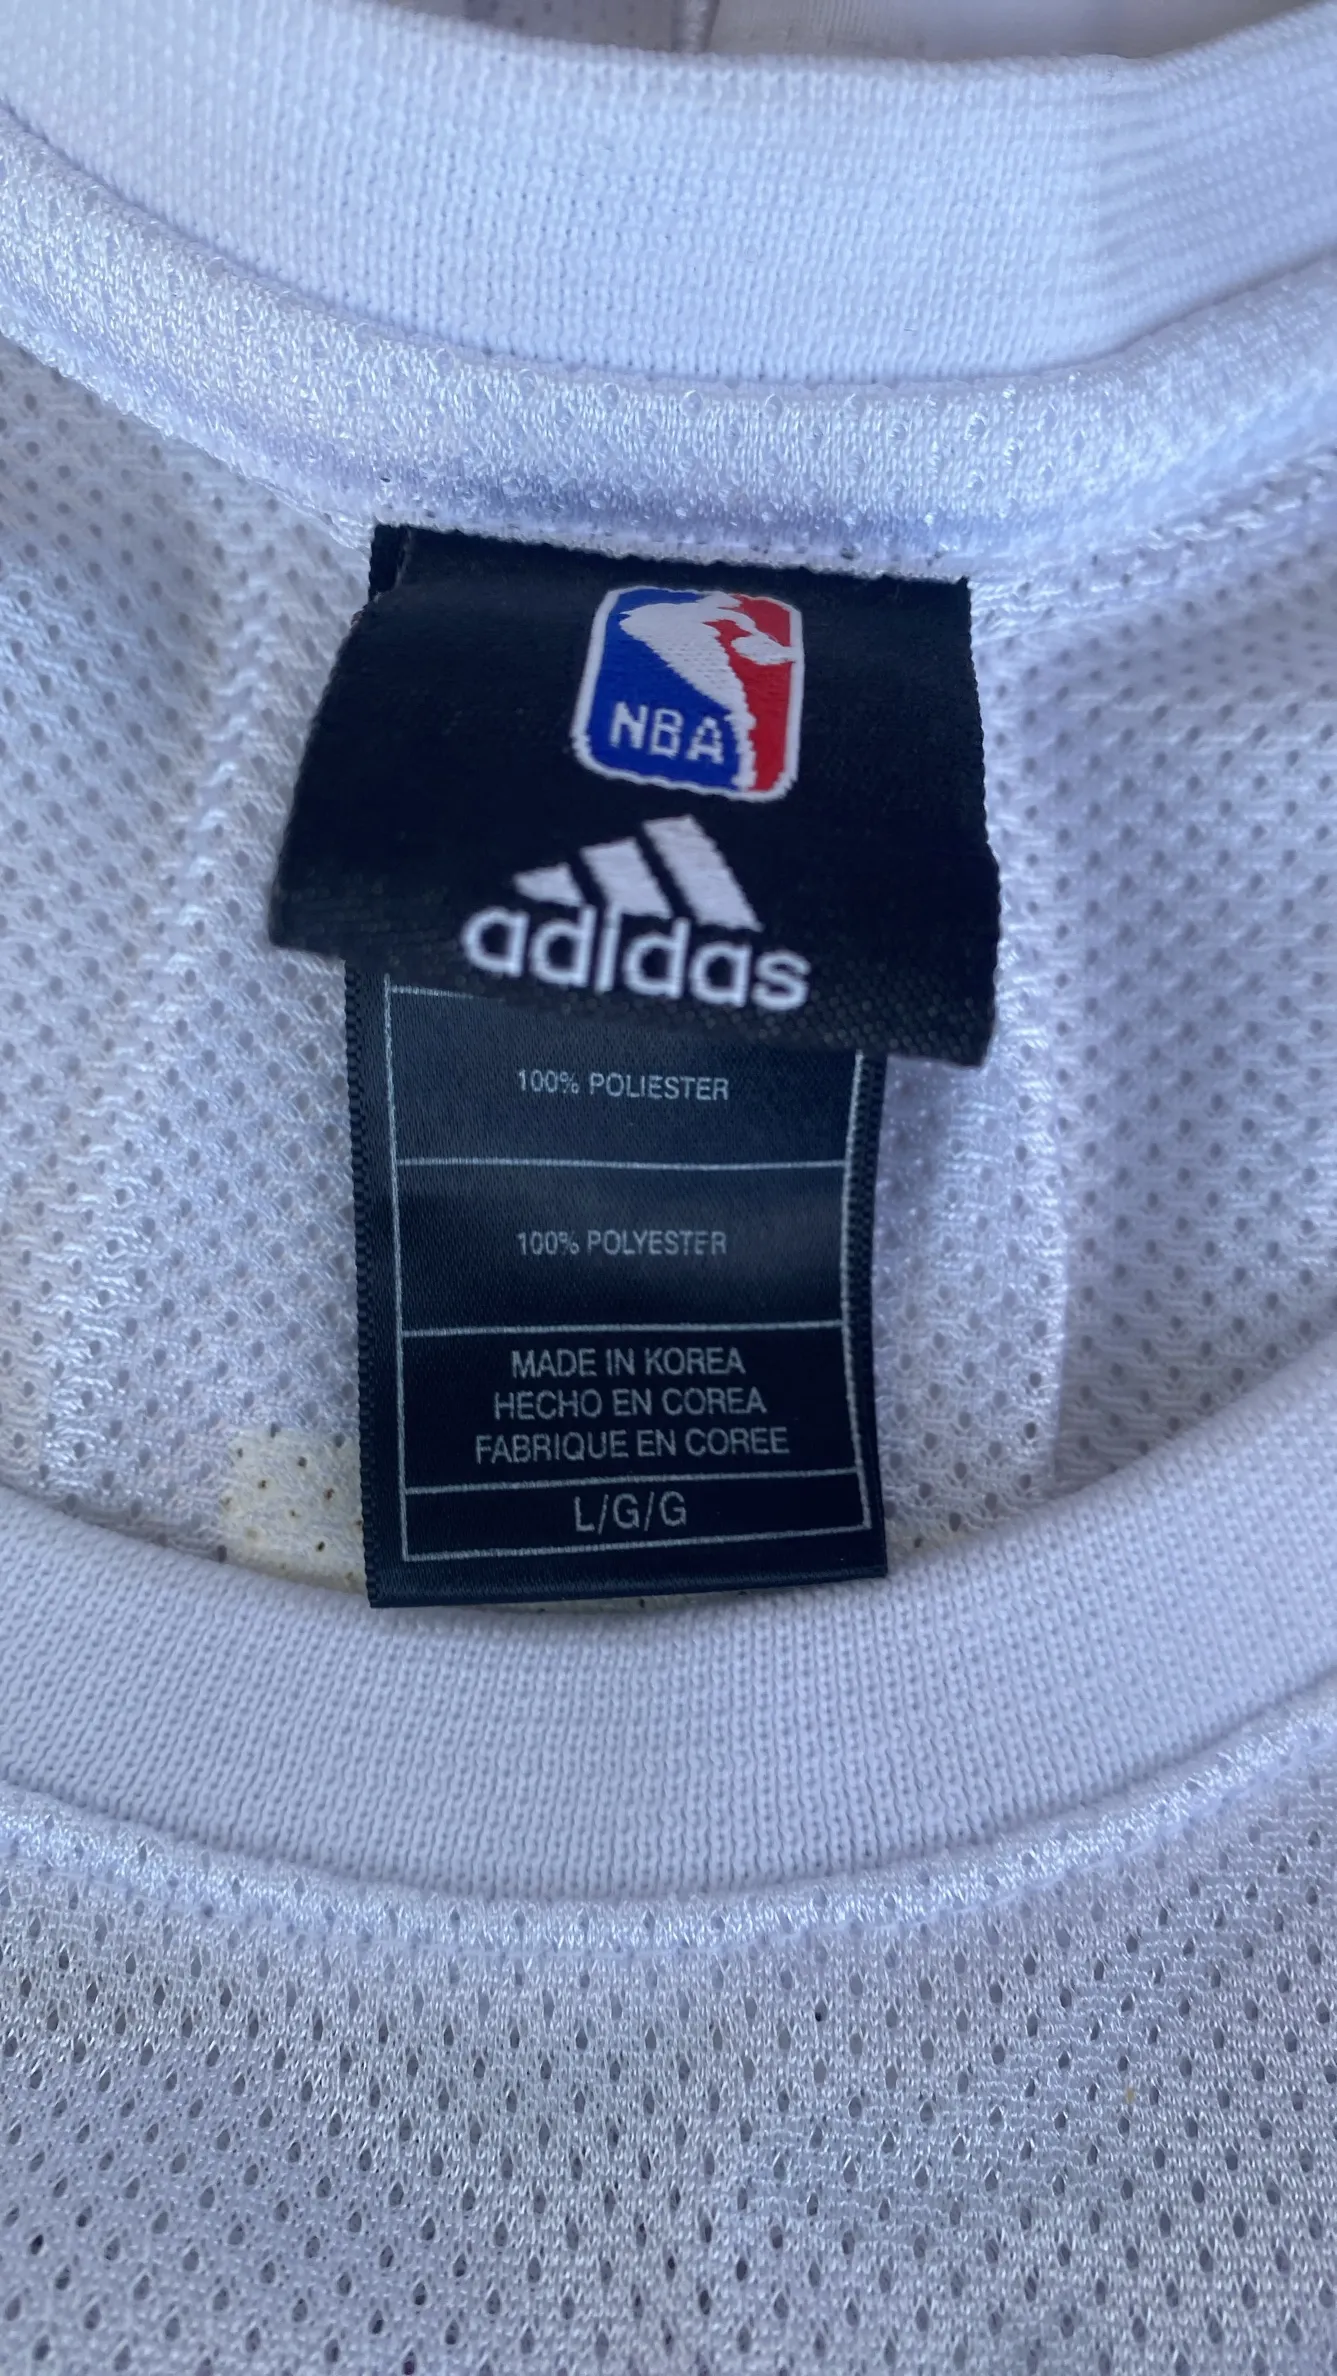 NBA
adidas
100% POLIESTER
100% POLYESTER
MADE IN KOREA
HECHO EN COREA
FABRIQUE EN COREE
L/G/G